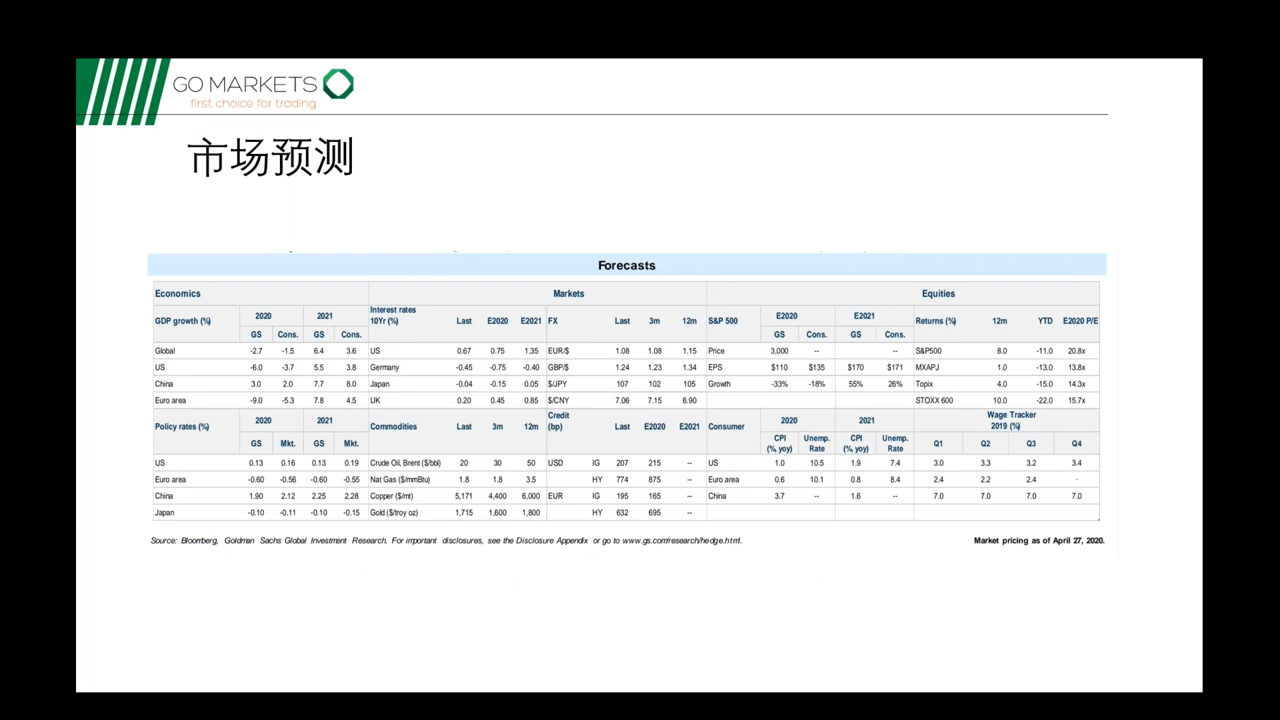 GO MARKETS
first choice for trading
市场预测
Forecasts
Economics Markets Equities
GDP growth (%) 2020 2021 Interest rates 10Yr (%) Last E2020 E2021 FX Last 3m 12m S&P 500 E2020 E2021 Returns (%) 12m YTD E2020 P/E
GS Cons. GS Cons. GS Cons. GS Cons.
Global -2.7 -1.5 6.4 3.6 US 0.67 0.75 1.35 EUR/$ 1.08 1.08 1.15 Price 3,000 -- -- S&P500 8.0 -11.0 20.8x
US -6.0 -3.7 5.5 3.8 Germany -0.45 -0.75 -0.40 GBP/$ 1.24 1.23 1.34 EPS $110 $135 $170 $171 MXAPJ 1.0 -13.0 13.8x
China 3.0 2.0 7.7 8.0 Japan -0.04 -0.15 0.05 $/JPY 107 102 105 Growth -33% -18% 55% 26% Topix 4.0 -15.0 14.3x
Euro area -9.0 -5.3 7.8 4.5 UK 0.20 0.45 0.85 $/CNY 7.06 7.15 6.90 STOXX 600 10.0 -22.0 15.7x
Policy rates (%) 2020 2021 Commodities Last 3m 12m Credit (bp) Last E2020 E2021 Consumer 2020 2021 Wage Tracker 2019 (%)
GS Mkt. GS Mkt. CPI (%, yoy) Unemp. Rate CPI (%, yoy) Unemp. Rate Q1 Q2 Q3 Q4
US 0.13 0.16 0.13 0.19 Crude Oil, Brent ($/bbl) 20 30 50 USD IG 207 215 -- US 1.0 10.5 1.9 7.4 3.0 3.3 3.2 3.4
Euro area -0.60 -0.56 -0.60 -0.55 Nat Gas ($/mmBtu) 1.8 1.8 3.5 HY 774 875 -- Euro area 0.6 10.1 0.8 8.4 2.4 2.2 2.4 -
China 1.90 2.12 2.25 2.28 Copper ($/mt) 5,171 4,400 6,000 EUR IG 195 165 -- China 3.7 -- 1.6 -- 7.0 7.0 7.0 7.0
Japan -0.10 -0.11 -0.10 -0.15 Gold ($/troy oz) 1,715 1,600 1,800 HY 632 695 --
Source: Bloomberg, Goldman Sachs Global Investment Research. For important disclosures, see the Disclosure Appendix or go to www.gs.com/research/hedge.html.
Market pricing as of April 27, 2020.